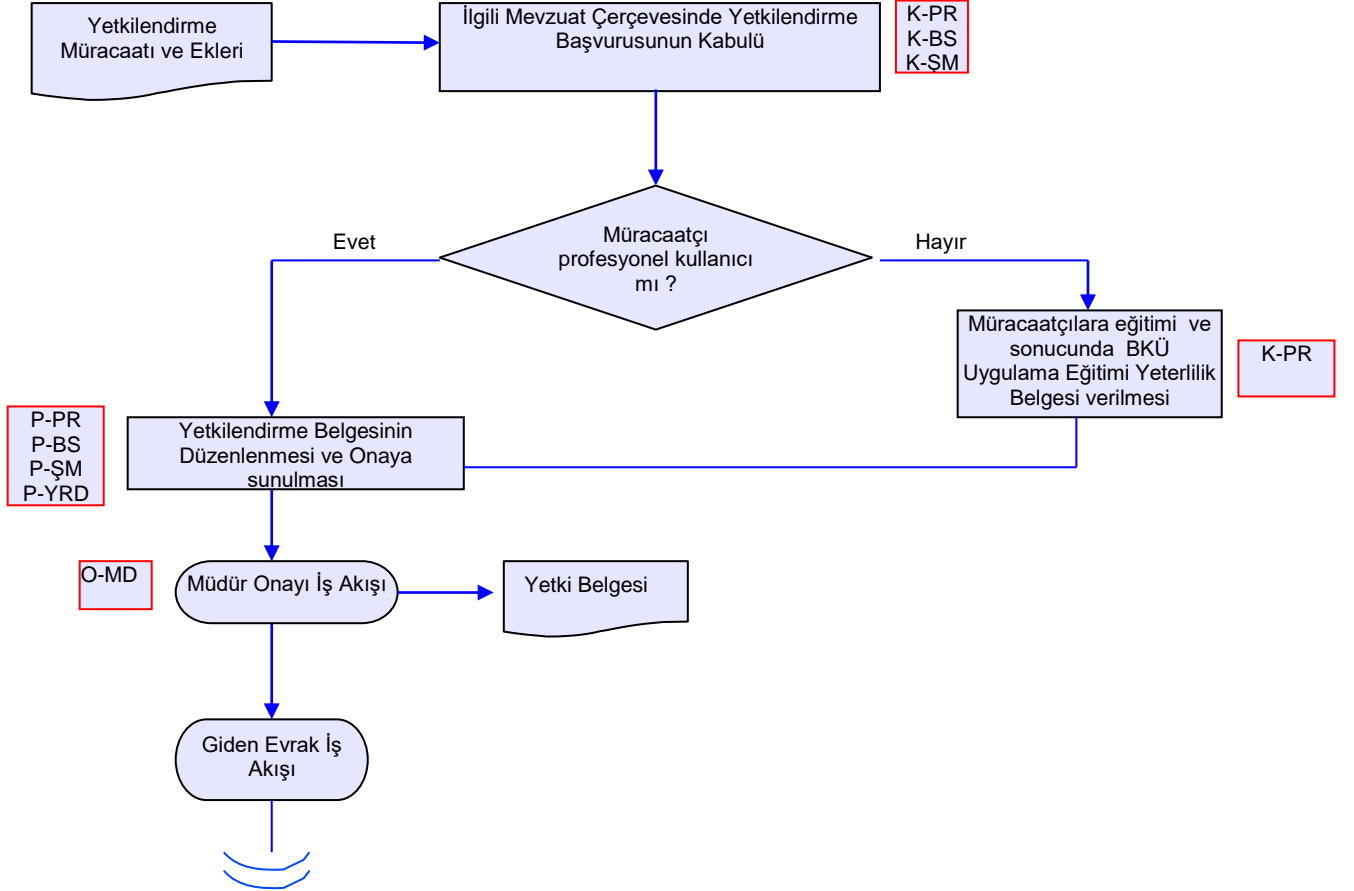 Yetkilendirme
Müracaatı ve Ekleri
İlgili Mevzuat Çerçevesinde Yetkilendirme
Başvurusunun Kabulü
K-PR
K-BS
K-ŞM
Müracaatçı
profesyonel kullanıcı
mı ?
Evet
Hayır
Müracaatçılara eğitimi ve
sonucunda BKÜ
Uygulama Eğitimi Yeterlilik
Belgesi verilmesi
K-PR
P-PR
P-BS
P-ŞM
P-YRD
Yetkilendirme Belgesinin
Düzenlenmesi ve Onaya
sunulması
O-MD
Müdür Onayı İş Akışı
Yetki Belgesi
Giden Evrak İş
Akışı